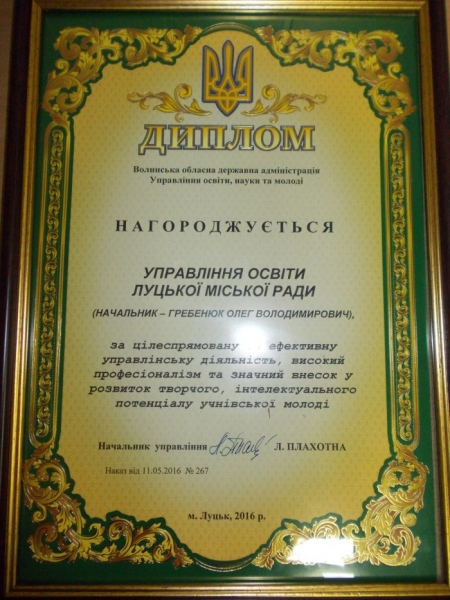 ДИПЛОМ
Волинська обласна державна адміністрація
Управління освіти, науки та молоді
НАГОРОДЖУЄТЬСЯ
УПРАВЛІННЯ ОСВІТИ
ЛУЦЬКОЇ МІСЬКОЇ РАДИ
(НАЧАЛЬНИК – ГРЕБЕНЮК ОЛЕГ ВОЛОДИМИРОВИЧ),
за цілеспрямовану ефективну
управлінську діяльність, високий
професіоналізм та значний внесок у
розвиток творчого, інтелектуального
потенціалу учнівської молоді
Начальник управління Л. ПЛАХОТНА
Наказ від 11.05.2016 № 267
м. Луцьк, 2016 р.